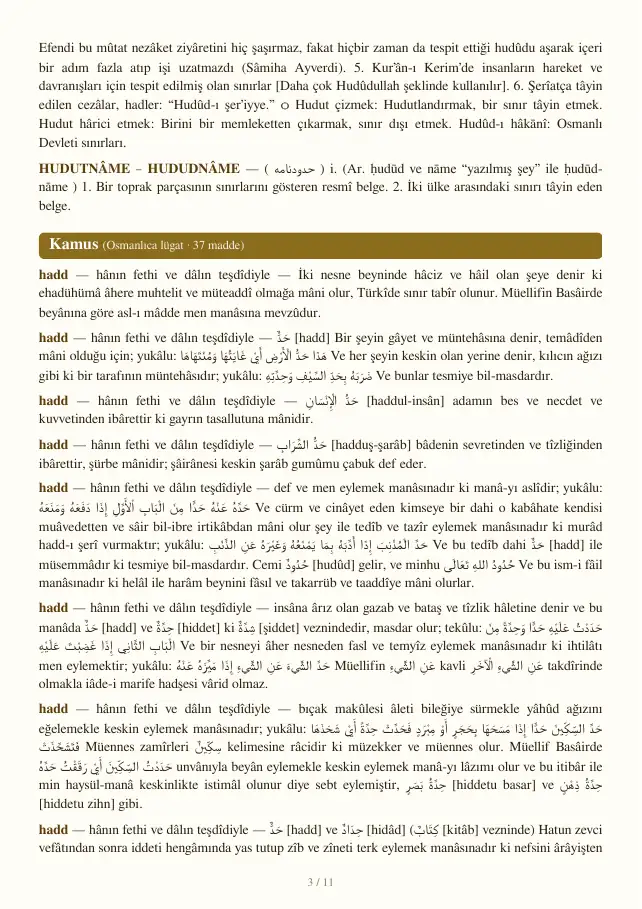 Efendi bu mûtat nezâket ziyâretini hiç şaşırmaz, fakat hiçbir zaman da tespit ettiği hudûdu aşarak içeri
bir adım fazla atıp işi uzatmazdı (Sâmiha Ayverdi). 5. Kur’ân-ı Kerim’de insanların hareket ve
davranışları için tespit edilmiş olan sınırlar [Daha çok Hudûdullah şeklinde kullanılır]. 6. Şerîatça tâyin
edilen cezâlar, hadler: “Hudûd-ı şer’iyye.” ѻ Hudut çizmek: Hudutlandırmak, bir sınır tâyin etmek.
Hudut hârici etmek: Birini bir memleketten çıkarmak, sınır dışı etmek. Hudûd-ı hâkānî: Osmanlı
Devleti sınırları.
HUDUTNÂME – HUDUDNÂME — ( حدودنامه ) i. (Ar. ḥudūd ve nāme “yazılmış şey” ile ḥudūd-
nāme ) 1. Bir toprak parçasının sınırlarını gösteren resmî belge. 2. İki ülke arasındaki sınırı tâyin eden
belge.
Kamus (Osmanlıca lügat · 37 madde)
hadd — hânın fethi ve dâlın teşdîdiyle — İki nesne beyninde hâciz ve hâil olan şeye denir ki
ehadühümâ âhere muhtelit ve müteaddî olmağa mâni olur, Türkîde sınır tabîr olunur. Müellifin Basâirde
beyânına göre asl-ı mâdde men manâsına mevzûdur.
hadd — hânın fethi ve dâlın teşdîdiyle — حَدٌّ [hadd] Bir şeyin gâyet ve müntehâsına denir, temâdîden
mâni olduğu için; yukâlu: هَذَا حَدُّ الْأَرْضِ أَيْ غَايَتُهَا وَمُنْتَهَاهَا Ve her şeyin keskin olan yerine denir, kılıcın ağızı
gibi ki bir tarafının müntehâsıdır; yukâlu: ضَرَبَهُ بِحَدِّ السَّيْفِ وَحِدَّتِهِ Ve bunlar tesmiye bil-masdardır.
hadd — hânın fethi ve dâlın teşdîdiyle — حَدُّ الْإِنْسَانِ [haddul-insân] adamın bes ve necdet ve
kuvvetinden ibârettir ki gayrın tasallutuna mânidir.
hadd — hânın fethi ve dâlın teşdîdiyle — حَدُّ الشَّرَابِ [hadduş-şarâb] bâdenin sevretinden ve tîzliğinden
ibârettir, şürbe mânidir; şâirânesi keskin şarâb gumûmu çabuk def eder.
hadd — hânın fethi ve dâlın teşdîdiyle — def ve men eylemek manâsınadır ki manâ-yı aslîdir; yukâlu:
حَدَّهُ عَنْهُ حَدًّا مِنَ الْبَابِ الْأَوَّلِ إِذَا دَفَعَهُ وَمَنَعَهُ Ve cürm ve cinâyet eden kimseye bir dahi o kabâhate kendisi
muâvedetten ve sâir bil-ibre irtikâbdan mâni olur şey ile tedîb ve tazîr eylemek manâsınadır ki murâd
hadd-ı şerî vurmaktır; yukâlu: حَدَّ الْمُذْنِبَ إِذَا أَدَّبَهُ بِمَا يَمْنَعُهُ وَغَيْرَهُ عَنِ الذَّنْبِ Ve bu tedîb dahi حَدٌّ [hadd] ile
müsemmâdır ki tesmiye bil-masdardır. Cemi حُدُودٌ [hudûd] gelir, ve minhu حُدُودُ اللهِ تَعَالَى Ve bu ism-i fâil
manâsınadır ki helâl ile harâm beynini fâsıl ve takarrüb ve taaddîye mâni olurlar.
hadd — hânın fethi ve dâlın teşdîdiyle — insâna ârız olan gazab ve bataş ve tîzlik hâletine denir ve bu
manâda حَدٌّ [hadd] ve حِدَّةٌ [hiddet] ki شِدَّةٌ [şiddet] veznindedir, masdar olur; tekûlu: حَدَدْتُ عَلَيْهِ حَدًّا وَحِدَّةً مِنَ
الْبَابِ الثَّانِي إِذَا غَضِبْتَ عَلَيْهِ Ve bir nesneyi âher nesneden fasl ve temyîz eylemek manâsınadır ki ihtilâtı
men eylemektir; yukâlu: حَدَّ الشَّيءَ عَنِ الشَّيءِ إِذَا مَيَّزَهُ عَنْهُ Müellifin عَنِ الشَّيءِ kavli عَنِ الشَّيءِ الْآخَرِ takdîrinde
olmakla iâde-i marife hadşesi vârid olmaz.
hadd — hânın fethi ve dâlın teşdîdiyle — bıçak makûlesi âleti bileğiye sürmekle yâhûd ağızını
eğelemekle keskin eylemek manâsınadır; yukâlu: حَدَّ السِّكِّينَ حَدًّا إِذَا مَسَحَهَا بِحَجَرٍ أَوْ مِبْرَدٍ فَحَدَّتْ حِدَّةً أَيْ شَحَذَهَا
فَتَشَحَّذَتْ Müennes zamîrleri سِكِّينٌ kelimesine râcidir ki müzekker ve müennes olur. Müellif Basâirde
حَدَدْتُ السِّكِّينَ أَيْ رَقَّقْتُ حَدَّهُ unvânıyla beyân eylemekle keskin eylemek manâ-yı lâzımı olur ve bu itibâr ile
min haysül-manâ keskinlikte istimâl olunur diye sebt eylemiştir, حِدَّةُ بَصَرٍ [hiddetu basar] ve حِدَّةُ ذِهْنٍ
[hiddetu zihn] gibi.
hadd — hânın fethi ve dâlın teşdîdiyle — حَدٌّ [hadd] ve حِدَادٌ [hidâd] (كِتَابٌ [kitâb] vezninde) Hatun zevci
vefâtından sonra iddeti hengâmında yas tutup zîb ve zîneti terk eylemek manâsınadır ki nefsini ârâyişten
3 / 11